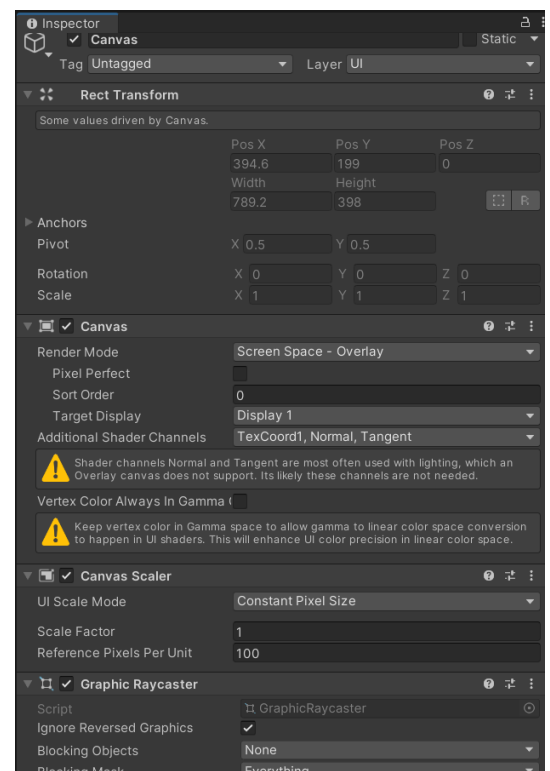 Inspector
Canvas Static
Tag Untagged Layer UI
Rect Transform
Some values driven by Canvas.
Pos X Pos Y Pos Z
394.6 199 0
Width Height
789.2 398 R
Anchors
Pivot X 0.5 Y 0.5
Rotation X 0 Y 0 Z 0
Scale X 1 Y 1 Z 1
Canvas
Render Mode Screen Space - Overlay
Pixel Perfect
Sort Order 0
Target Display Display 1
Additional Shader Channels TexCoord1, Normal, Tangent
Shader channels Normal and Tangent are most often used with lighting, which an
Overlay canvas does not support. Its likely these channels are not needed.
Vertex Color Always In Gamma (
Keep vertex color in Gamma space to allow gamma to linear color space conversion
to happen in UI shaders. This will enhance UI color precision in linear color space.
Canvas Scaler
UI Scale Mode Constant Pixel Size
Scale Factor 1
Reference Pixels Per Unit 100
Graphic Raycaster
Script GraphicRaycaster
Ignore Reversed Graphics
Blocking Objects None
Blocking Mask Everything